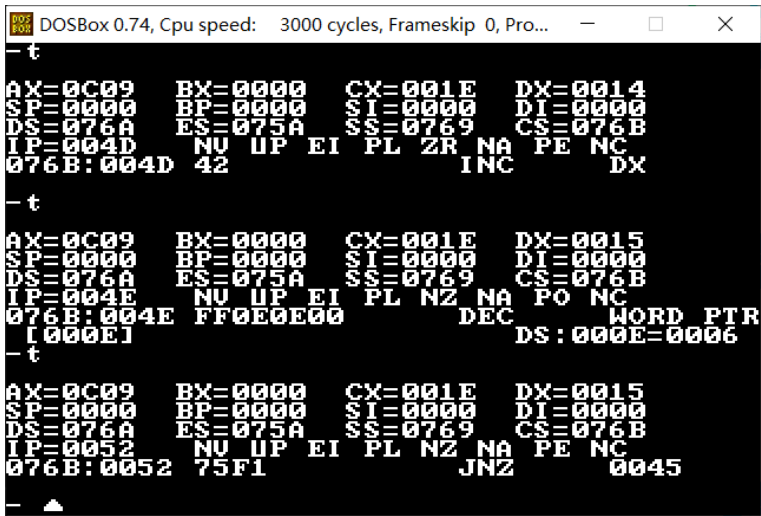 DOSBox 0.74, Cpu speed: 3000 cycles, Frameskip 0, Pro...
-t
AX=0C09 BX=0000 CX=001E DX=0014
SP=0000 BP=0000 SI=0000 DI=0000
DS=076A ES=075A SS=0769 CS=076B
IP=004D NV UP EI PL ZR NA PE NC
076B:004D 42 INC DX
-t
AX=0C09 BX=0000 CX=001E DX=0015
SP=0000 BP=0000 SI=0000 DI=0000
DS=076A ES=075A SS=0769 CS=076B
IP=004E NV UP EI PL NZ NA PO NC
076B:004E FF0E0E00 DEC WORD PTR
[000E] DS:000E=0006
-t
AX=0C09 BX=0000 CX=001E DX=0015
SP=0000 BP=0000 SI=0000 DI=0000
DS=076A ES=075A SS=0769 CS=076B
IP=0052 NV UP EI PL NZ NA PE NC
076B:0052 75F1 JNZ 0045
-